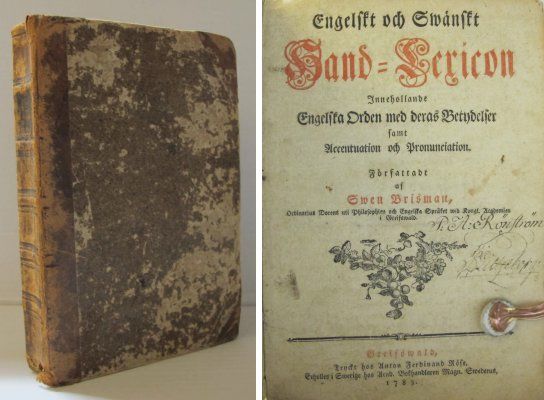 Engelskt och Swänskt
Hand-Lexicon
Innehollande
Engelska Orden med deras Betydelser
samt
Accentuation och Pronunciation.
Författadt
af
Swen Brisman,
Ordinarius Docens uti Philosophien och Engelska Språket wid Kongl. Academien
i Greifswald.
P. A: Rönström
Greifswald,
Tryckt hos Anton Ferdinand Röse.
Säljes i Swerige hos Acad. Bokhandlaren Magn. Swederus,